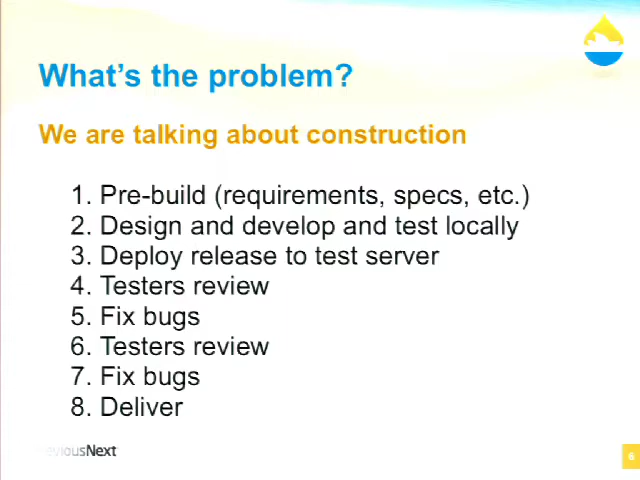 What's the problem?
We are talking about construction
1. Pre-build (requirements, specs, etc.)
2. Design and develop and test locally
3. Deploy release to test server
4. Testers review
5. Fix bugs
6. Testers review
7. Fix bugs
8. Deliver
PreviousNext
6